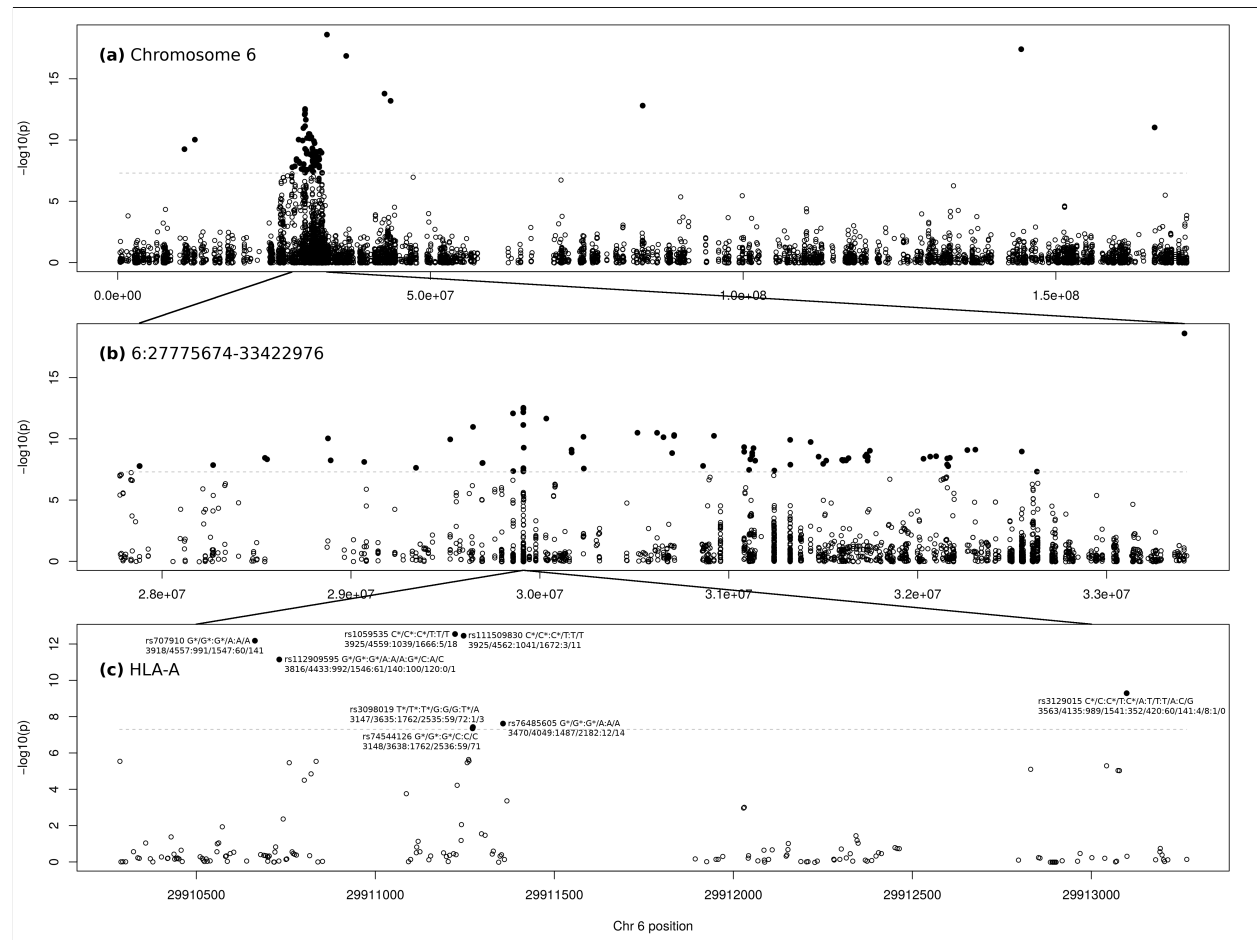 (a) Chromosome 6
−log10(p)
15
10
5
0
0.0e+00 5.0e+07 1.0e+08 1.5e+08
(b) 6:27775674-33422976
−log10(p)
15
10
5
0
2.8e+07 2.9e+07 3.0e+07 3.1e+07 3.2e+07 3.3e+07
(c) HLA-A
−log10(p)
12
10
8
6
4
2
0
rs707910 G*/G*:G*/A:A/A
3918/4557:991/1547:60/141
rs1059535 C*/C*:C*/T:T/T
3925/4559:1039/1666:5/18
rs111509830 C*/C*:C*/T:T/T
3925/4562:1041/1672:3/11
rs112909595 G*/G*:G*/A:A/A:G*/C:A/C
3816/4433:992/1546:61/140:100/120:0/1
rs3098019 T*/T*:T*/G:G/G:T*/A
3147/3635:1762/2535:59/72:1/3
rs74544126 G*/G*:G*/C:C/C
3148/3638:1762/2536:59/71
rs76485605 G*/G*:G*/A:A/A
3470/4049:1487/2182:12/14
rs3129015 C*/C:C*/T:C*/A:T/T:T/A:C/G
3563/4135:989/1541:352/420:60/141:4/8:1/0
29910500 29911000 29911500 29912000 29912500 29913000
Chr 6 position